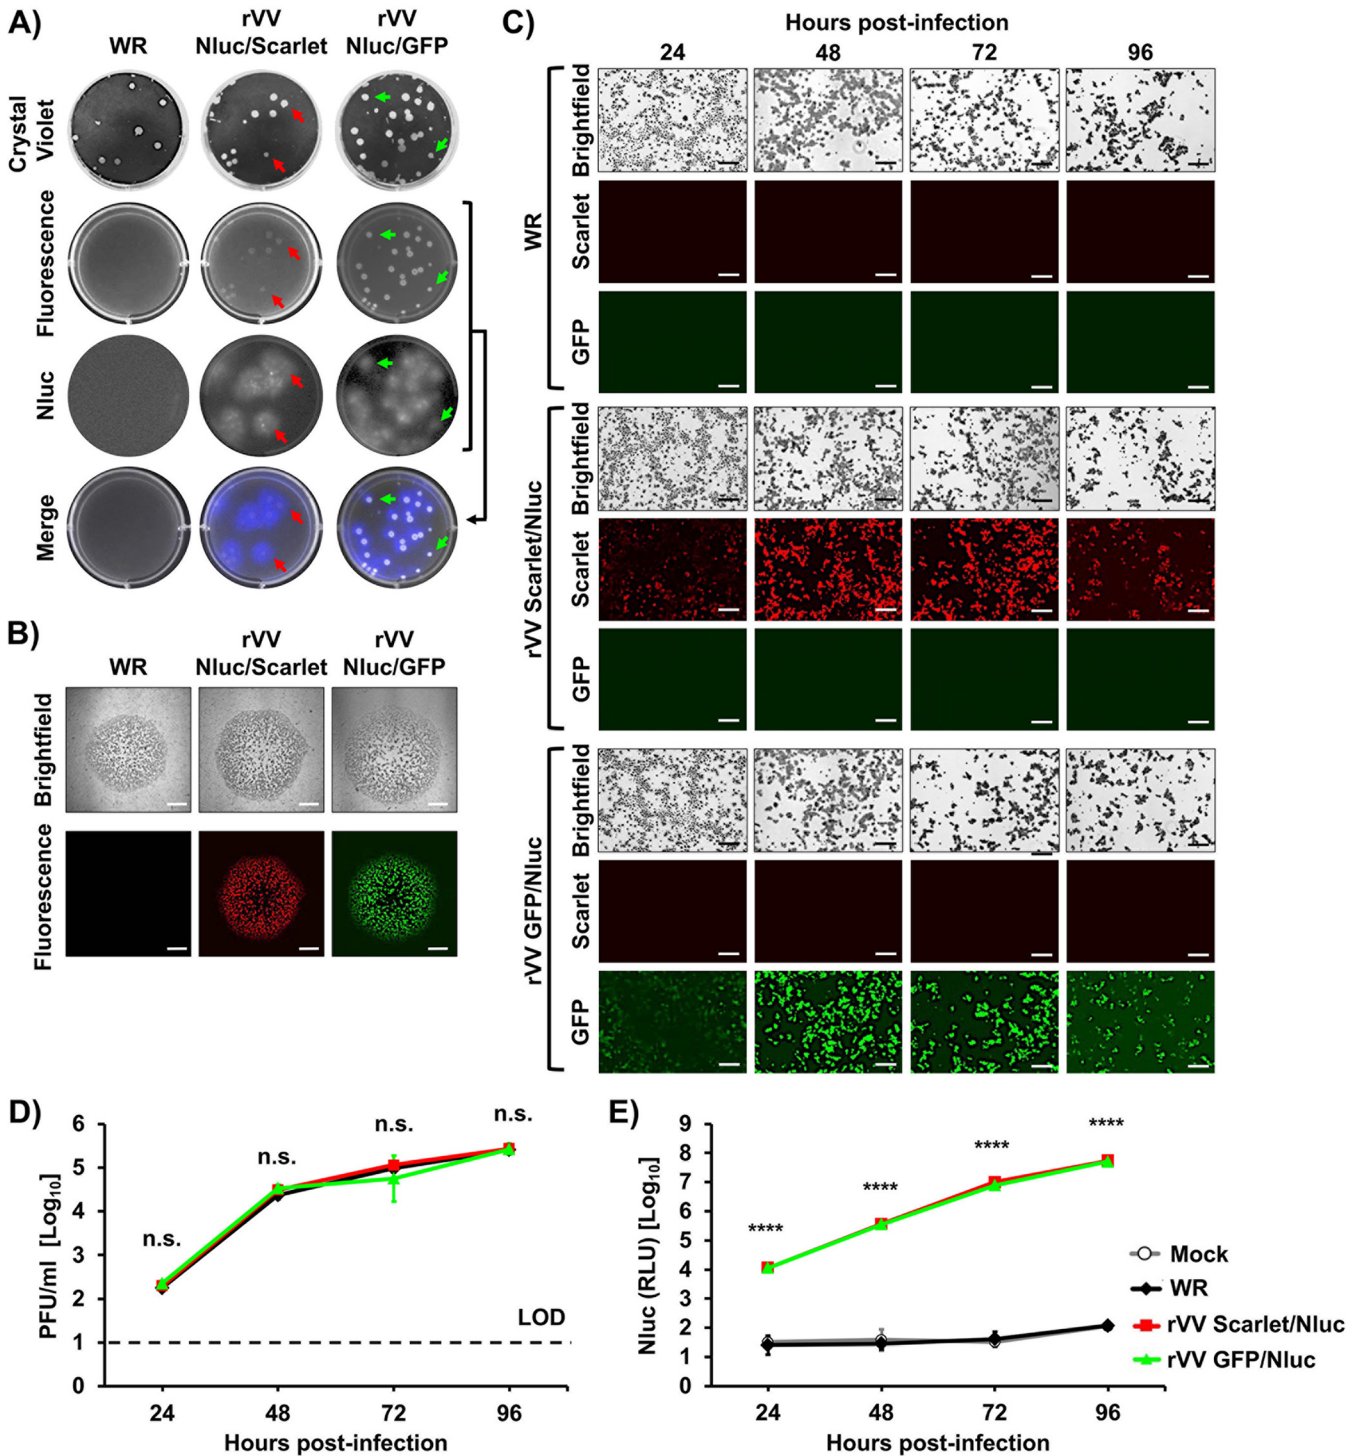 A)
WR
rVV
Nluc/Scarlet
rVV
Nluc/GFP
Crystal
Violet
Fluorescence
Nluc
Merge
B)
WR
rVV
Nluc/Scarlet
rVV
Nluc/GFP
Brightfield
Fluorescence
C)
Hours post-infection
24 48 72 96
WR
Brightfield
Scarlet
GFP
rVV Scarlet/Nluc
Brightfield
Scarlet
GFP
rVV GFP/Nluc
Brightfield
Scarlet
GFP
D)
PFU/ml [Log10]
6
5
4
3
2
1
0
n.s.
n.s.
n.s.
n.s.
LOD
24 48 72 96
Hours post-infection
E)
Nluc (RLU) [Log10]
9
8
7
6
5
4
3
2
1
0
****
****
****
****
Mock
WR
rVV Scarlet/Nluc
rVV GFP/Nluc
24 48 72 96
Hours post-infection